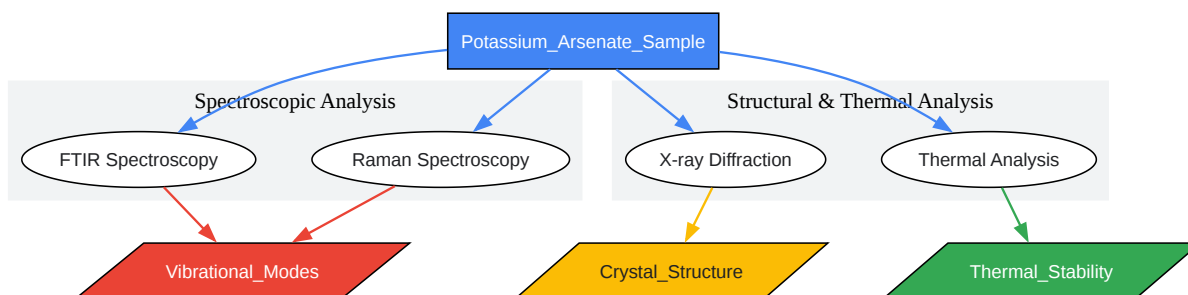 Potassium_Arsenate_Sample
Spectroscopic Analysis
Structural & Thermal Analysis
FTIR Spectroscopy
Raman Spectroscopy
X-ray Diffraction
Thermal Analysis
Vibrational_Modes
Crystal_Structure
Thermal_Stability